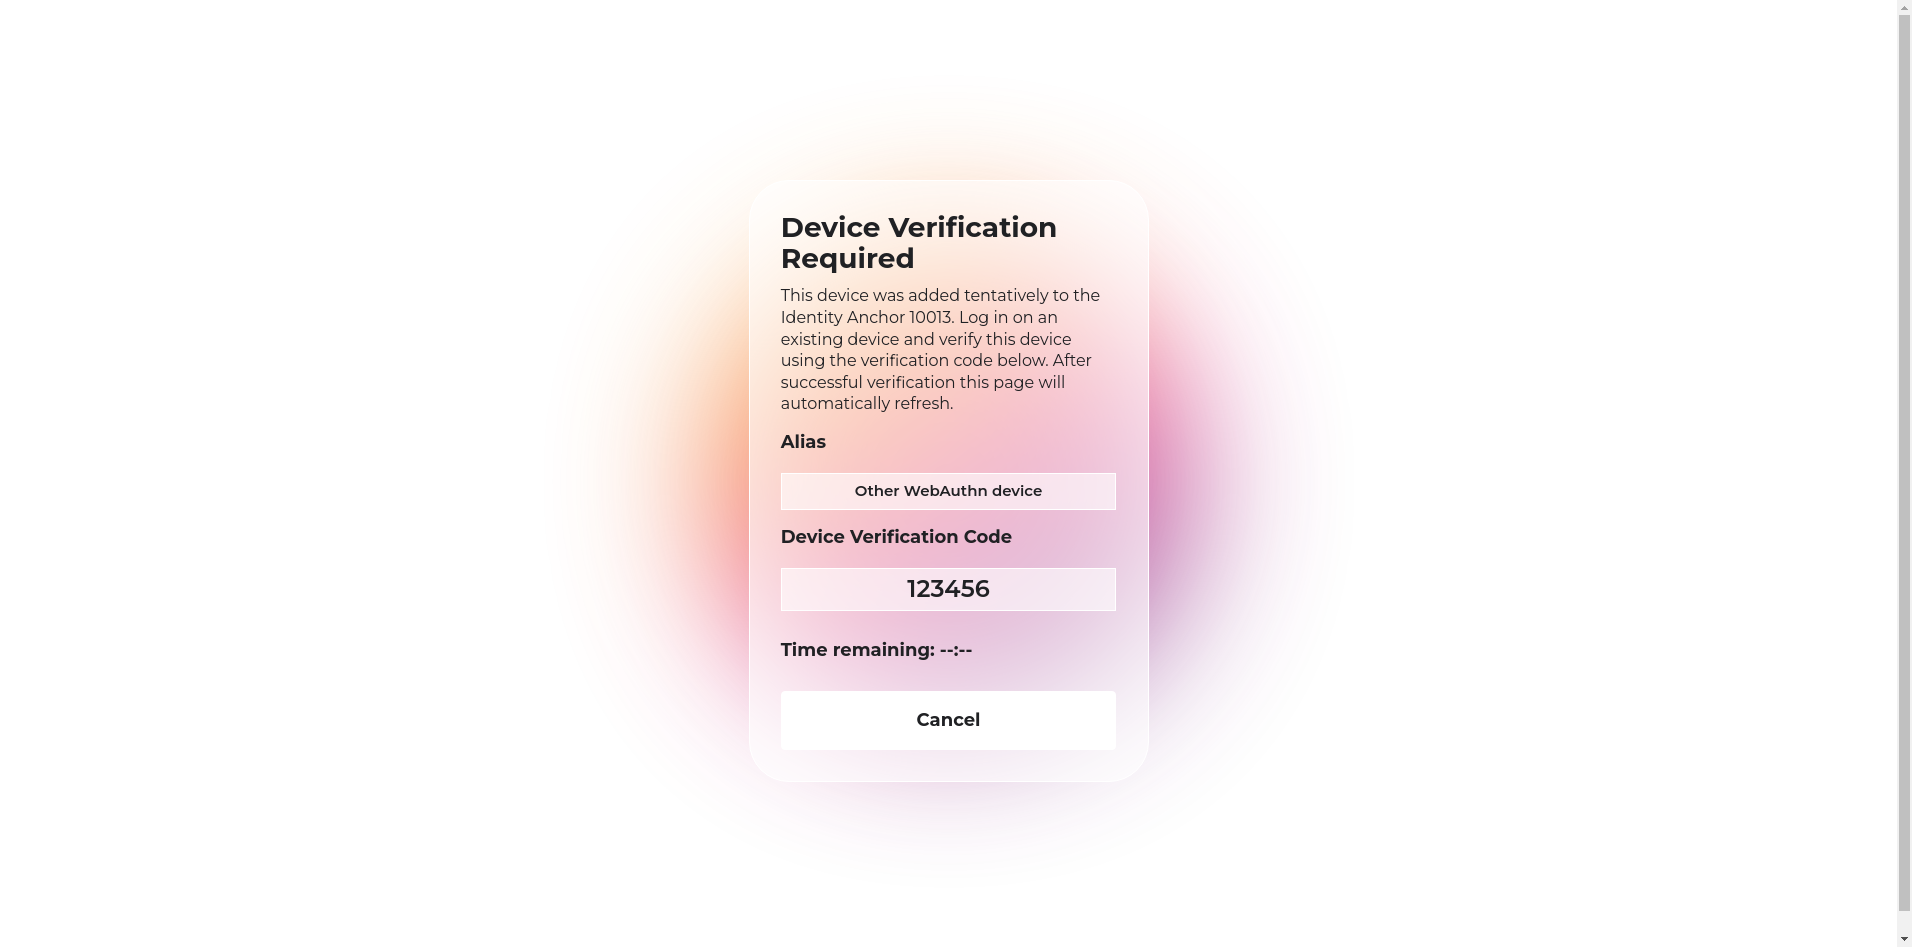 Device Verification
Required
This device was added tentatively to the
Identity Anchor 10013. Log in on an
existing device and verify this device
using the verification code below. After
successful verification this page will
automatically refresh.
Alias
Other WebAuthn device
Device Verification Code
123456
Time remaining: --:--
Cancel